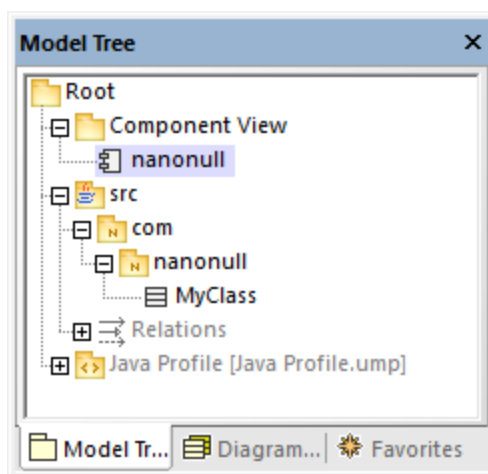 Model Tree
Root
Component View
nanonull
src
com
nanonull
MyClass
Relations
Java Profile [Java Profile.ump]
Model Tr... Diagram... Favorites